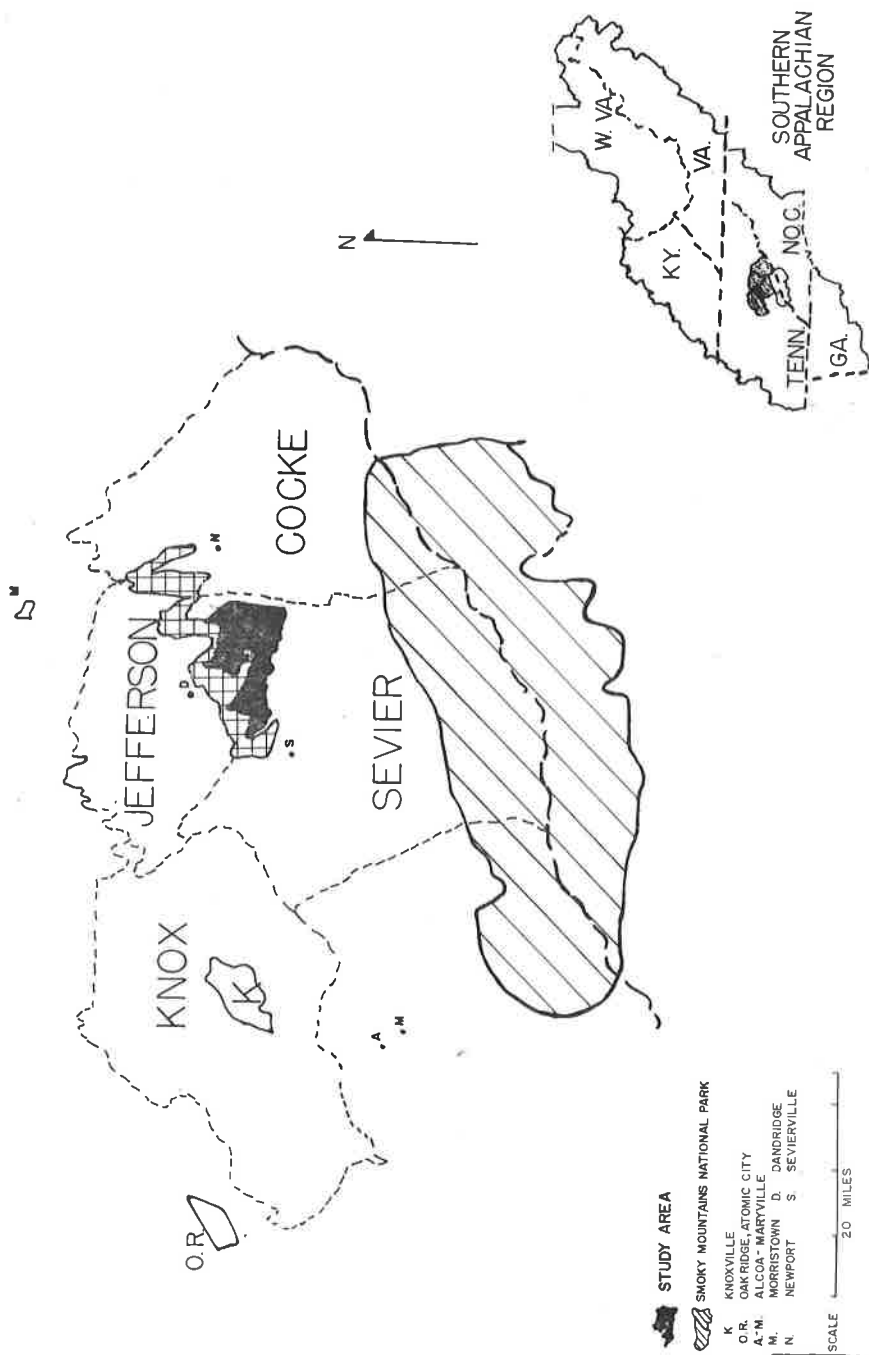 M
JEFFERSON
D
N
S
COCKE
KNOX
K
O.R.
SEVIER
A
M
N
W. VA.
KY.
VA.
TENN.
NO.C.
GA.
SOUTHERN
APPALACHIAN
REGION
STUDY AREA
SMOKY MOUNTAINS NATIONAL PARK
K KNOXVILLE
O.R. OAK RIDGE, ATOMIC CITY
A-M. ALCOA - MARYVILLE
M. MORRISTOWN D. DANDRIDGE
N. NEWPORT S. SEVIERVILLE
SCALE
20 MILES